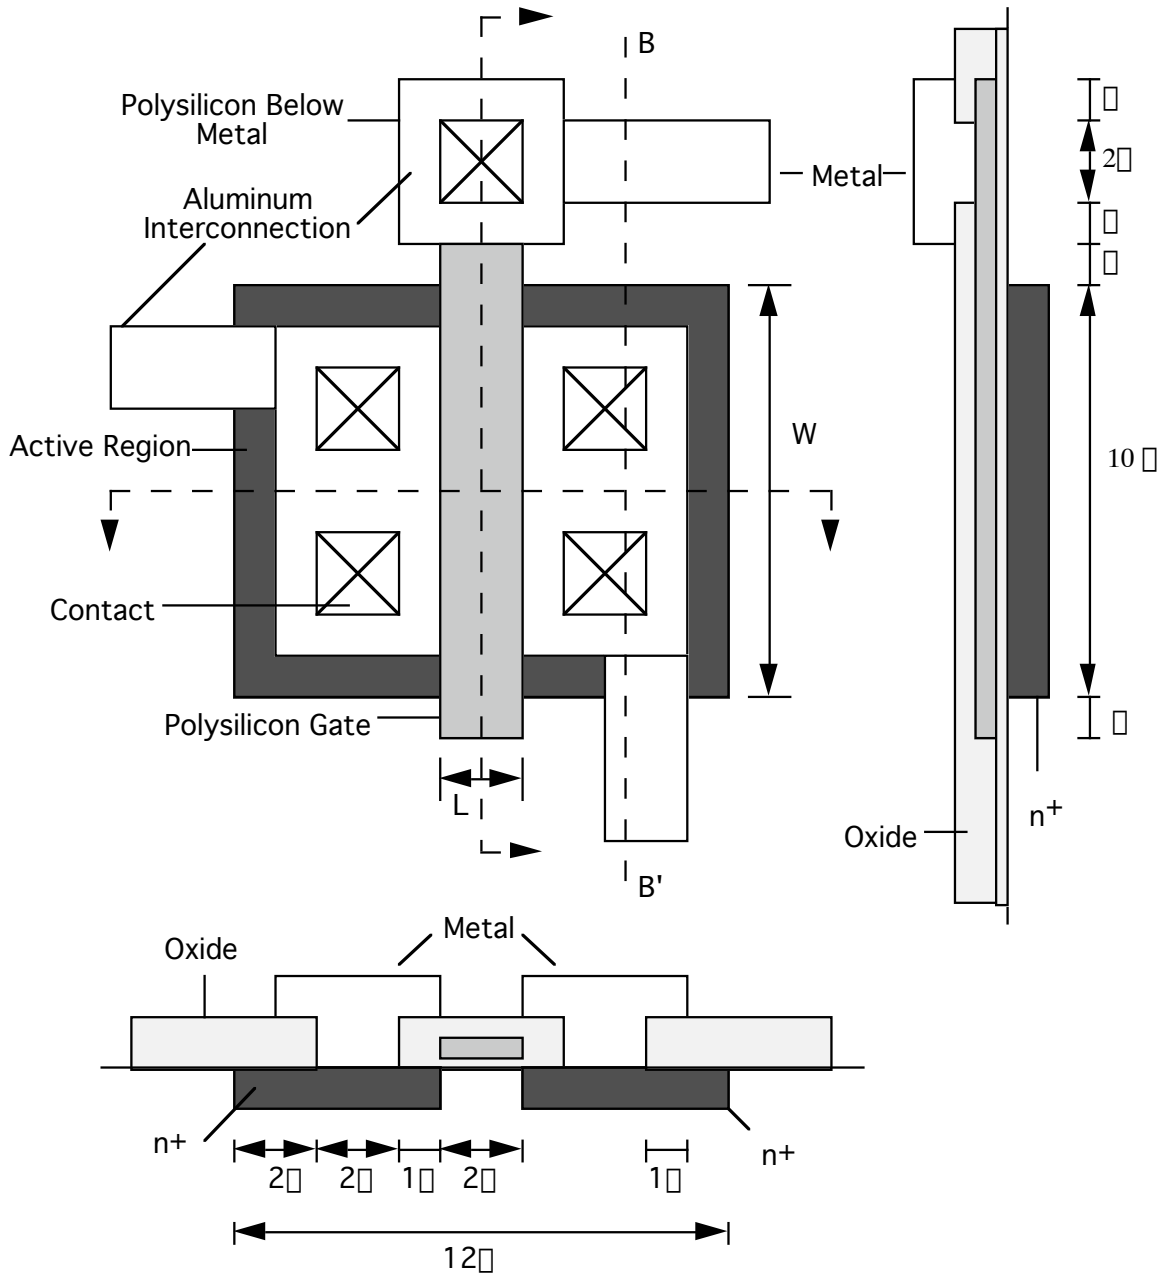 B
Polysilicon Below
Metal
Aluminum
Interconnection
Metal
2▯
▯
▯
▯
Active Region
W
10 ▯
Contact
Polysilicon Gate
▯
L
n+
Oxide
B'
Metal
Oxide
n+
n+
2▯ 2▯ 1▯ 2▯ 1▯
12▯